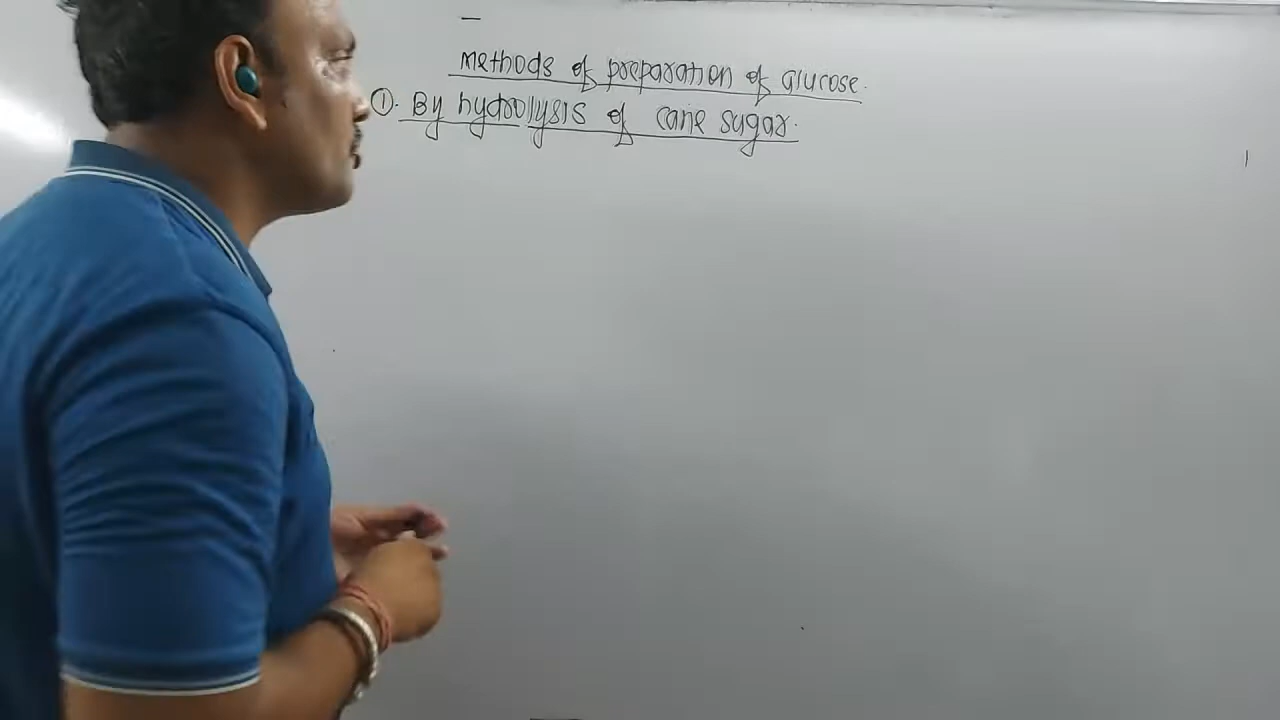 methods of preparation of glucose.
①. By hydrolysis of cane sugar.